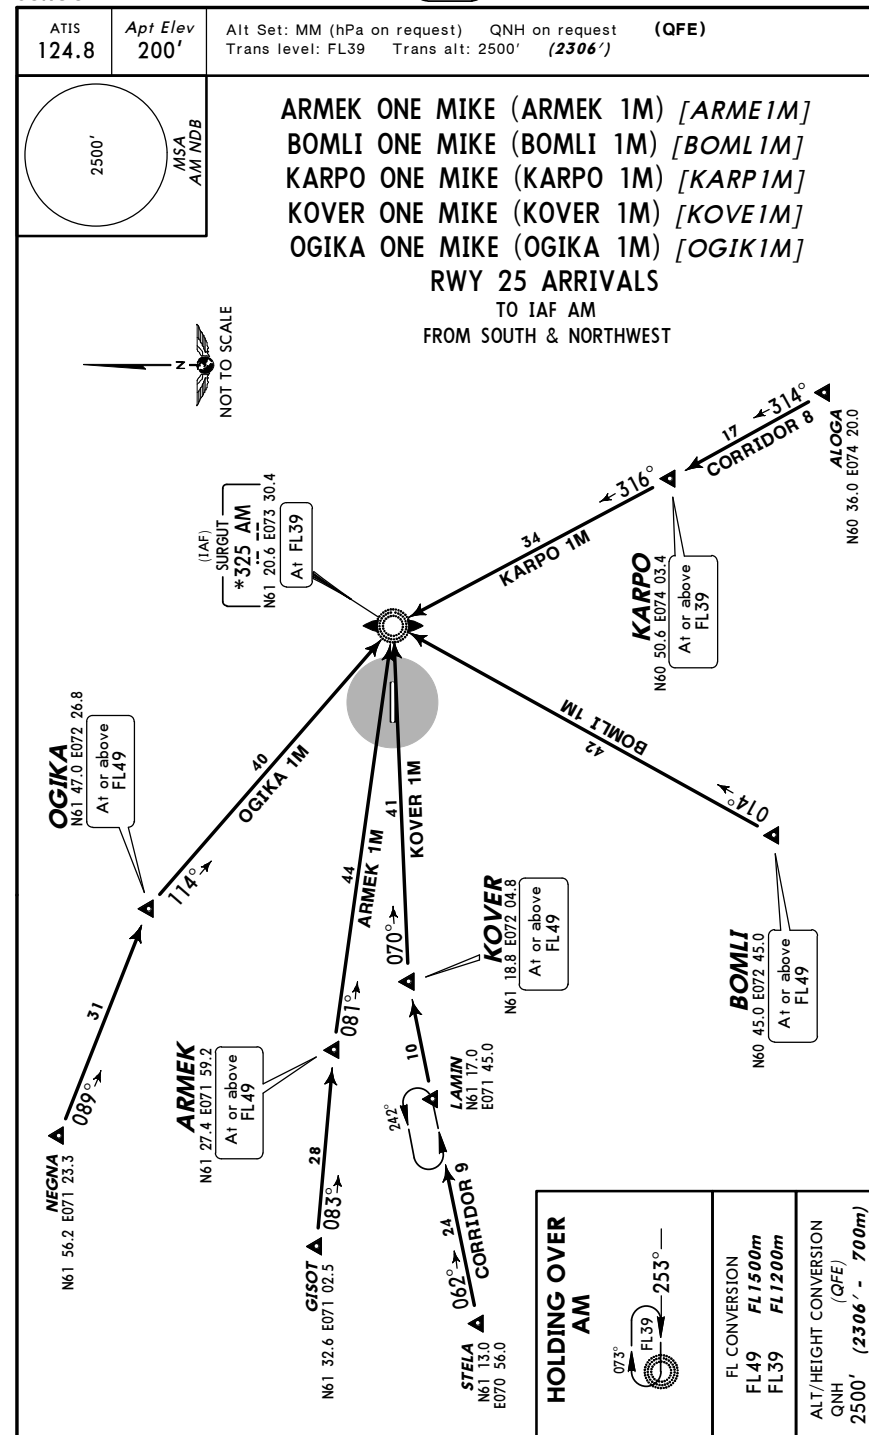 ATIS
124.8
Apt Elev
200'
Alt Set: MM (hPa on request) QNH on request (QFE)
Trans level: FL39 Trans alt: 2500' (2306')
2500'
MSA
AM NDB
ARMEK ONE MIKE (ARMEK 1M) [ARME1M]
BOMLI ONE MIKE (BOMLI 1M) [BOML1M]
KARPO ONE MIKE (KARPO 1M) [KARP1M]
KOVER ONE MIKE (KOVER 1M) [KOVE1M]
OGIKA ONE MIKE (OGIKA 1M) [OGIK1M]
RWY 25 ARRIVALS
TO IAF AM
FROM SOUTH & NORTHWEST
N
NOT TO SCALE
314°
17
CORRIDOR 8
ALOGA
N60 36.0 E074 20.0
316°
34
KARPO 1M
KARPO
N60 50.6 E074 03.4
At or above
FL39
(IAF)
SURGUT
*325 AM
N61 20.6 E073 30.4
At FL39
OGIKA
N61 47.0 E072 26.8
At or above
FL49
40
OGIKA 1M
114°
31
089°
NEGNA
N61 56.2 E071 23.3
44
ARMEK 1M
081°
ARMEK
N61 27.4 E071 59.2
At or above
FL49
28
083°
GISOT
N61 32.6 E071 02.5
41
KOVER 1M
070°
KOVER
N61 18.8 E072 04.8
At or above
FL49
10
LAMIN
N61 17.0
E071 45.0
242°
24
CORRIDOR 9
062°
STELA
N61 13.0
E070 56.0
BOMLI 1M
42
014°
BOMLI
N60 45.0 E072 45.0
At or above
FL49
HOLDING OVER
AM
073°
FL39
253°
FL CONVERSION
FL49 FL1500m
FL39 FL1200m
ALT/HEIGHT CONVERSION
QNH (QFE)
2500' (2306' - 700m)